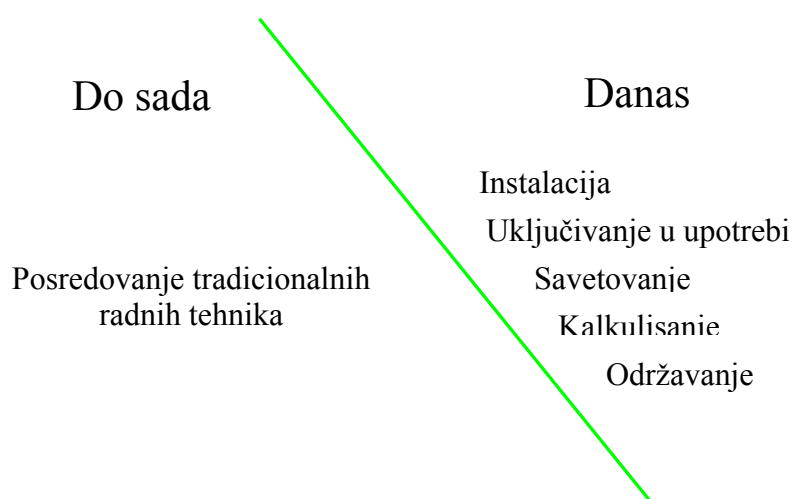 Do sada
Posredovanje tradicionalnih
radnih tehnika
Danas
Instalacija
Uključivanje u upotrebi
Savetovanje
Kalkulisanje
Održavanje